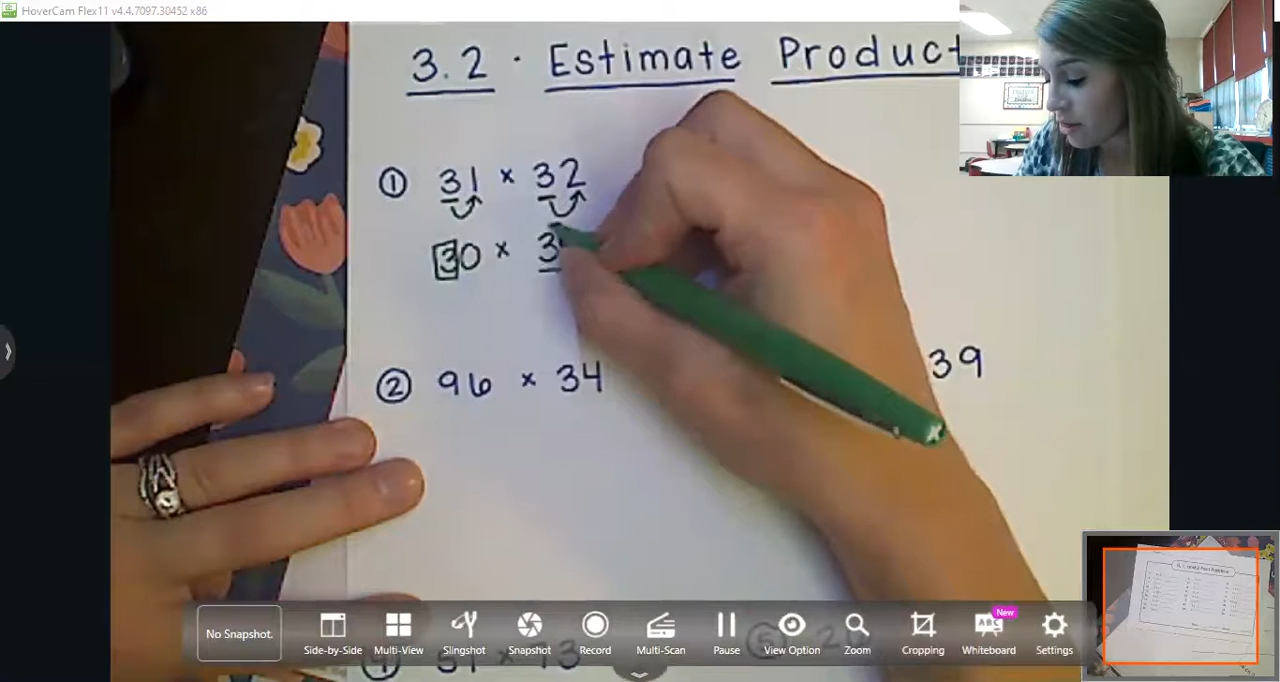 HoverCam Flex11 v4.4.7097.30452 x86
3.2 · Estimate Product
① 31 × 32
30 × 3
② 96 × 34
39
No Snapshot.
Side-by-Side Multi-View Slingshot Snapshot Record Multi-Scan Pause View Option Zoom Cropping Whiteboard Settings
New
ABC